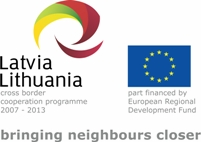 Latvia
Lithuania
cross border
cooperation programme
2007 - 2013
part financed by
European Regional
Development Fund
bringing neighbours closer